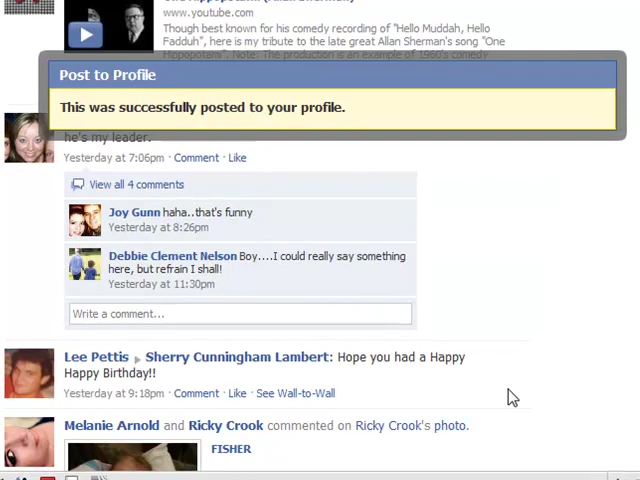 www.youtube.com
Though best known for his comedy recording of "Hello Muddah, Hello
Fadduh", here is my tribute to the late great Allan Sherman's song "One
Hippopotami". Note: The production is an example of 1960's comedy
Post to Profile
This was successfully posted to your profile.
he's my leader.
Yesterday at 7:06pm · Comment · Like
View all 4 comments
Joy Gunn haha..that's funny
Yesterday at 8:26pm
Debbie Clement Nelson Boy....I could really say something
here, but refrain I shall!
Yesterday at 11:30pm
Write a comment...
Lee Pettis ▸ Sherry Cunningham Lambert: Hope you had a Happy
Happy Birthday!!
Yesterday at 9:18pm · Comment · Like · See Wall-to-Wall
Melanie Arnold and Ricky Crook commented on Ricky Crook's photo.
FISHER